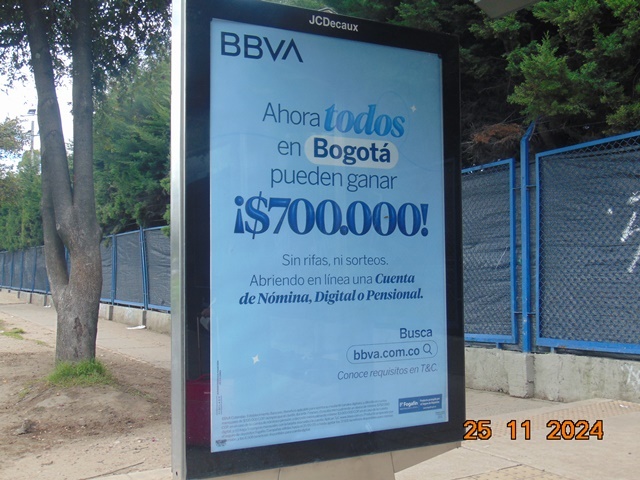 JCDecaux
BBVA
Ahora todos
en Bogotá
pueden ganar
¡$700.000!
Sin rifas, ni sorteos.
Abriendo en línea una Cuenta
de Nómina, Digital o Pensional.
Busca
bbva.com.co
Conoce requisitos en T&C.
Fogafín
25 11 2024